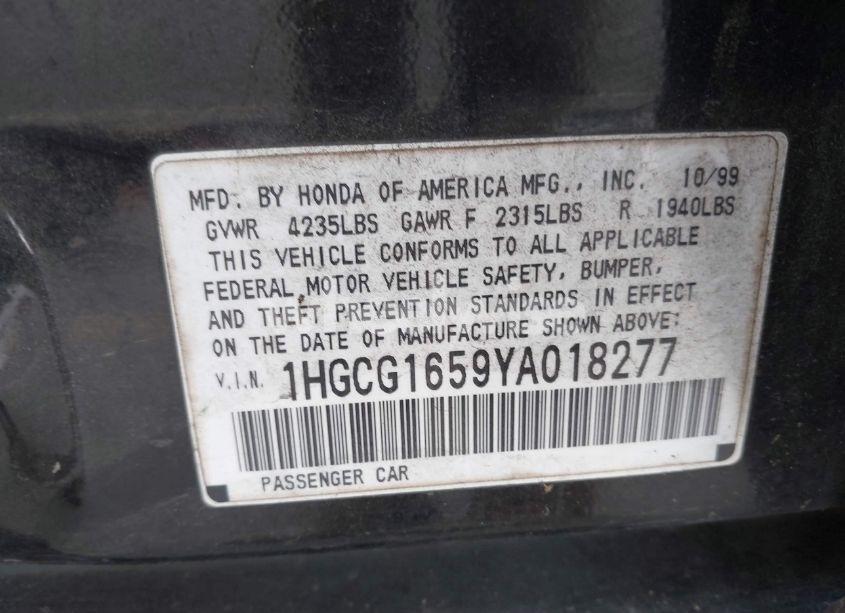 MFD. BY HONDA OF AMERICA MFG., INC. 10/99
GVWR 4235LBS GAWR F 2315LBS R 1940LBS
THIS VEHICLE CONFORMS TO ALL APPLICABLE
FEDERAL MOTOR VEHICLE SAFETY, BUMPER,
AND THEFT PREVENTION STANDARDS IN EFFECT
ON THE DATE OF MANUFACTURE SHOWN ABOVE:
V.I.N. 1HGCG1659YA018277
PASSENGER CAR